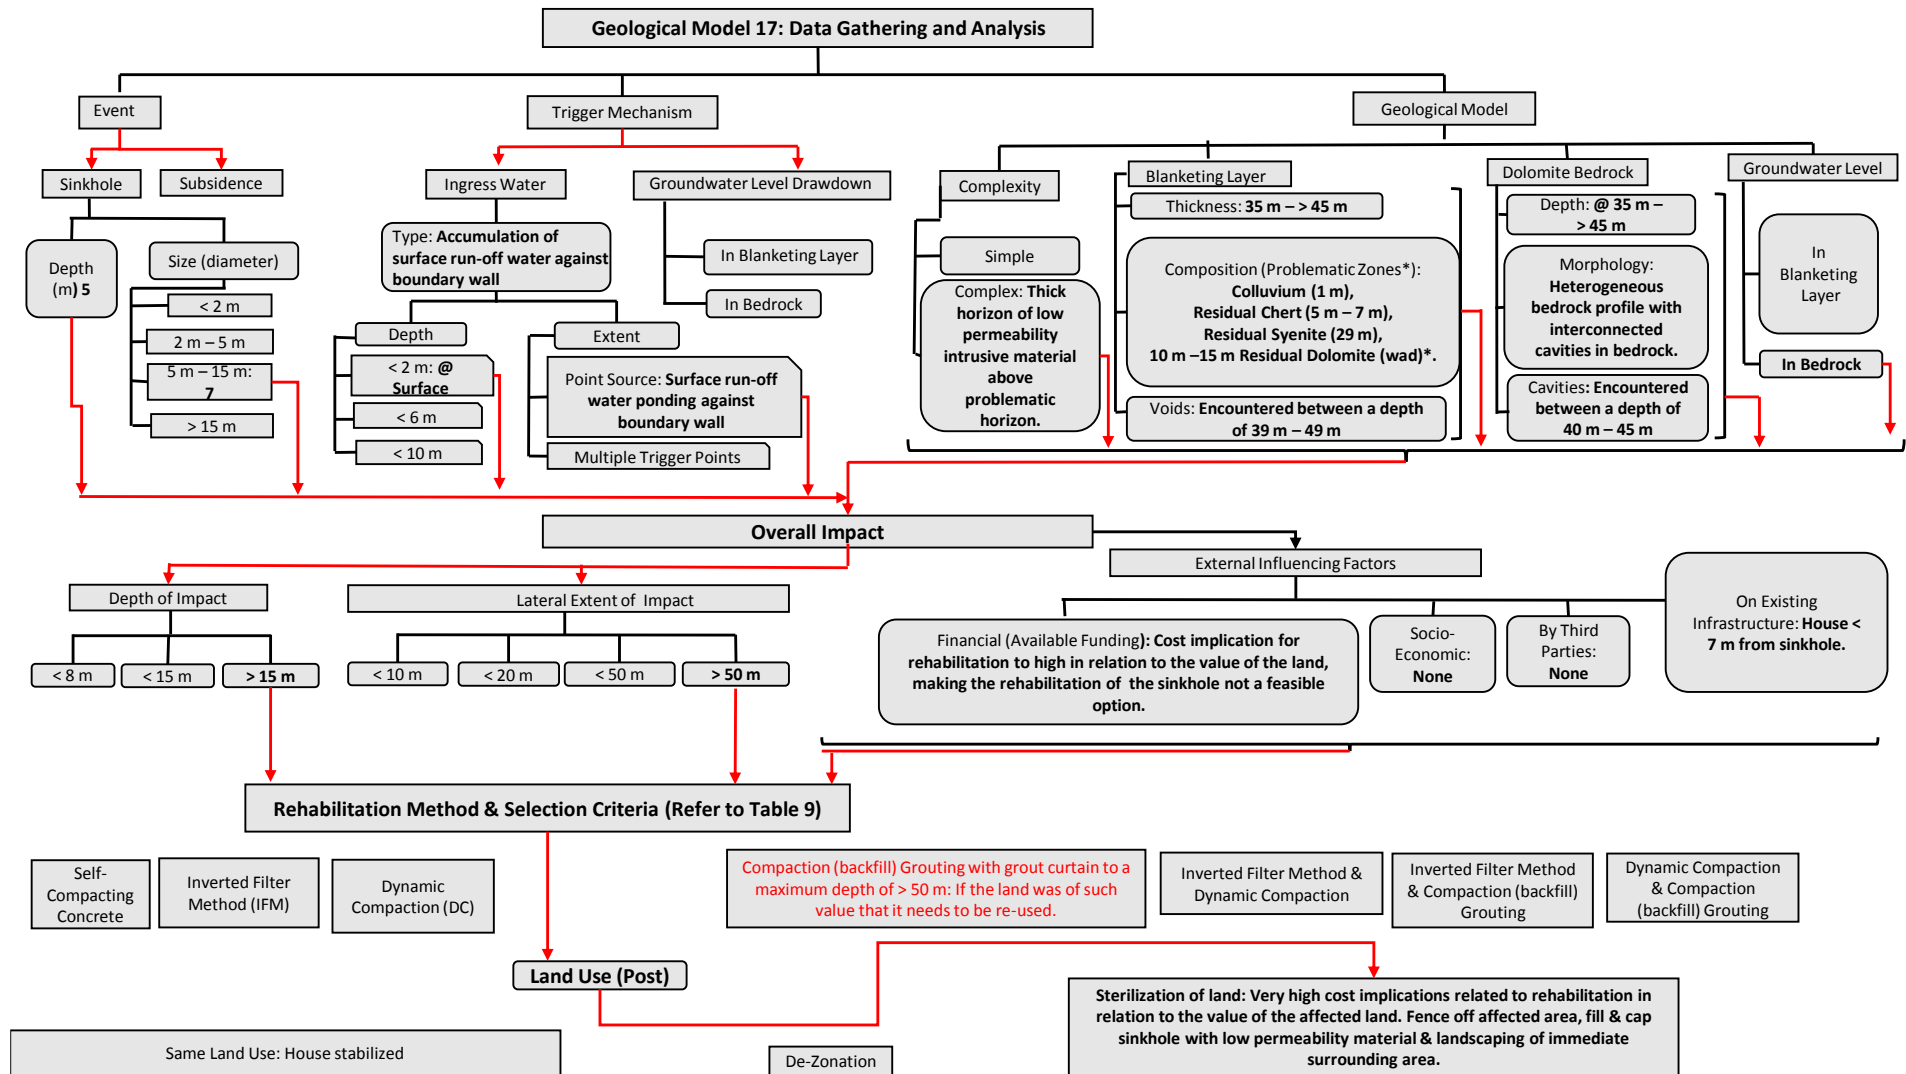 Geological Model 17: Data Gathering and Analysis
Event
Trigger Mechanism
Geological Model
Sinkhole
Subsidence
Ingress Water
Groundwater Level Drawdown
Complexity
Blanketing Layer
Dolomite Bedrock
Groundwater Level
Depth
(m) 5
Size (diameter)
< 2 m
2 m – 5 m
5 m – 15 m:
7
> 15 m
Type: Accumulation of
surface run-off water against
boundary wall
Depth
< 2 m: @
Surface
< 6 m
< 10 m
Extent
Point Source: Surface run-off
water ponding against
boundary wall
Multiple Trigger Points
In Blanketing Layer
In Bedrock
Simple
Complex: Thick
horizon of low
permeability
intrusive material
above
problematic
horizon.
Thickness: 35 m – > 45 m
Composition (Problematic Zones*):
Colluvium (1 m),
Residual Chert (5 m – 7 m),
Residual Syenite (29 m),
10 m –15 m Residual Dolomite (wad)*.
Voids: Encountered between a depth
of 39 m – 49 m
Depth: @ 35 m –
> 45 m
Morphology:
Heterogeneous
bedrock profile with
interconnected
cavities in bedrock.
Cavities: Encountered
between a depth of
40 m – 45 m
In
Blanketing
Layer
In Bedrock
Overall Impact
External Influencing Factors
Depth of Impact
Lateral Extent of Impact
< 8 m
< 15 m
> 15 m
< 10 m
< 20 m
< 50 m
> 50 m
Financial (Available Funding): Cost implication for
rehabilitation to high in relation to the value of the land,
making the rehabilitation of the sinkhole not a feasible
option.
Socio-
Economic:
None
By Third
Parties:
None
On Existing
Infrastructure: House <
7 m from sinkhole.
Rehabilitation Method & Selection Criteria (Refer to Table 9)
Self-
Compacting
Concrete
Inverted Filter
Method (IFM)
Dynamic
Compaction (DC)
Compaction (backfill) Grouting with grout curtain to a
maximum depth of > 50 m: If the land was of such
value that it needs to be re-used.
Inverted Filter Method &
Dynamic Compaction
Inverted Filter Method
& Compaction (backfill)
Grouting
Dynamic Compaction
& Compaction
(backfill) Grouting
Land Use (Post)
Same Land Use: House stabilized
De-Zonation
Sterilization of land: Very high cost implications related to rehabilitation in
relation to the value of the affected land. Fence off affected area, fill & cap
sinkhole with low permeability material & landscaping of immediate
surrounding area.